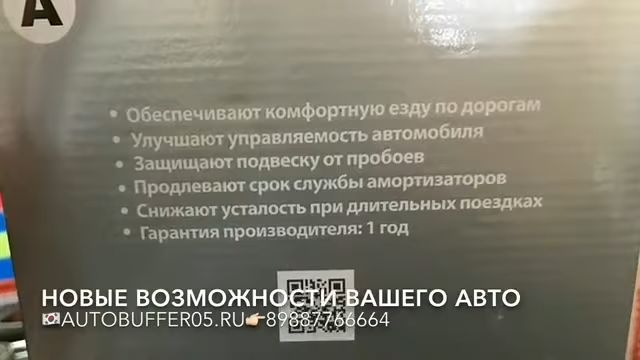 А
• Обеспечивают комфортную езду по дорогам
• Улучшают управляемость автомобиля
• Защищают подвеску от пробоев
• Продлевают срок службы амортизаторов
• Снижают усталость при длительных поездках
• Гарантия производителя: 1 год
НОВЫЕ ВОЗМОЖНОСТИ ВАШЕГО АВТО
🇰🇷AUTOBUFFER05.RU👉🏻89887766664